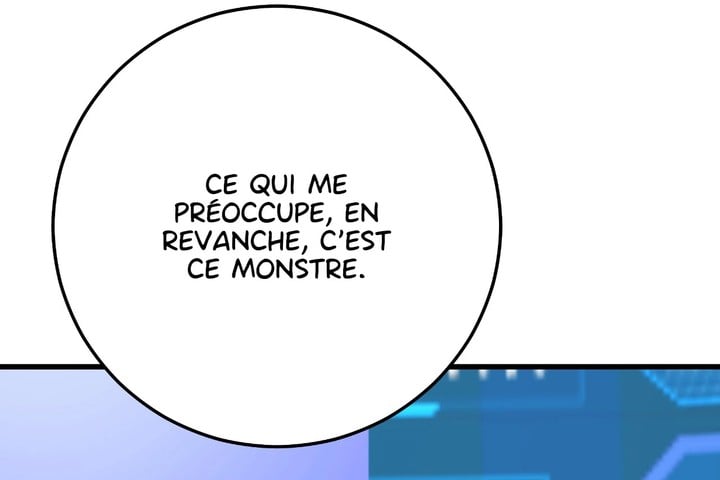 CE QUI ME
PRÉOCCUPE, EN
REVANCHE, C'EST
CE MONSTRE.